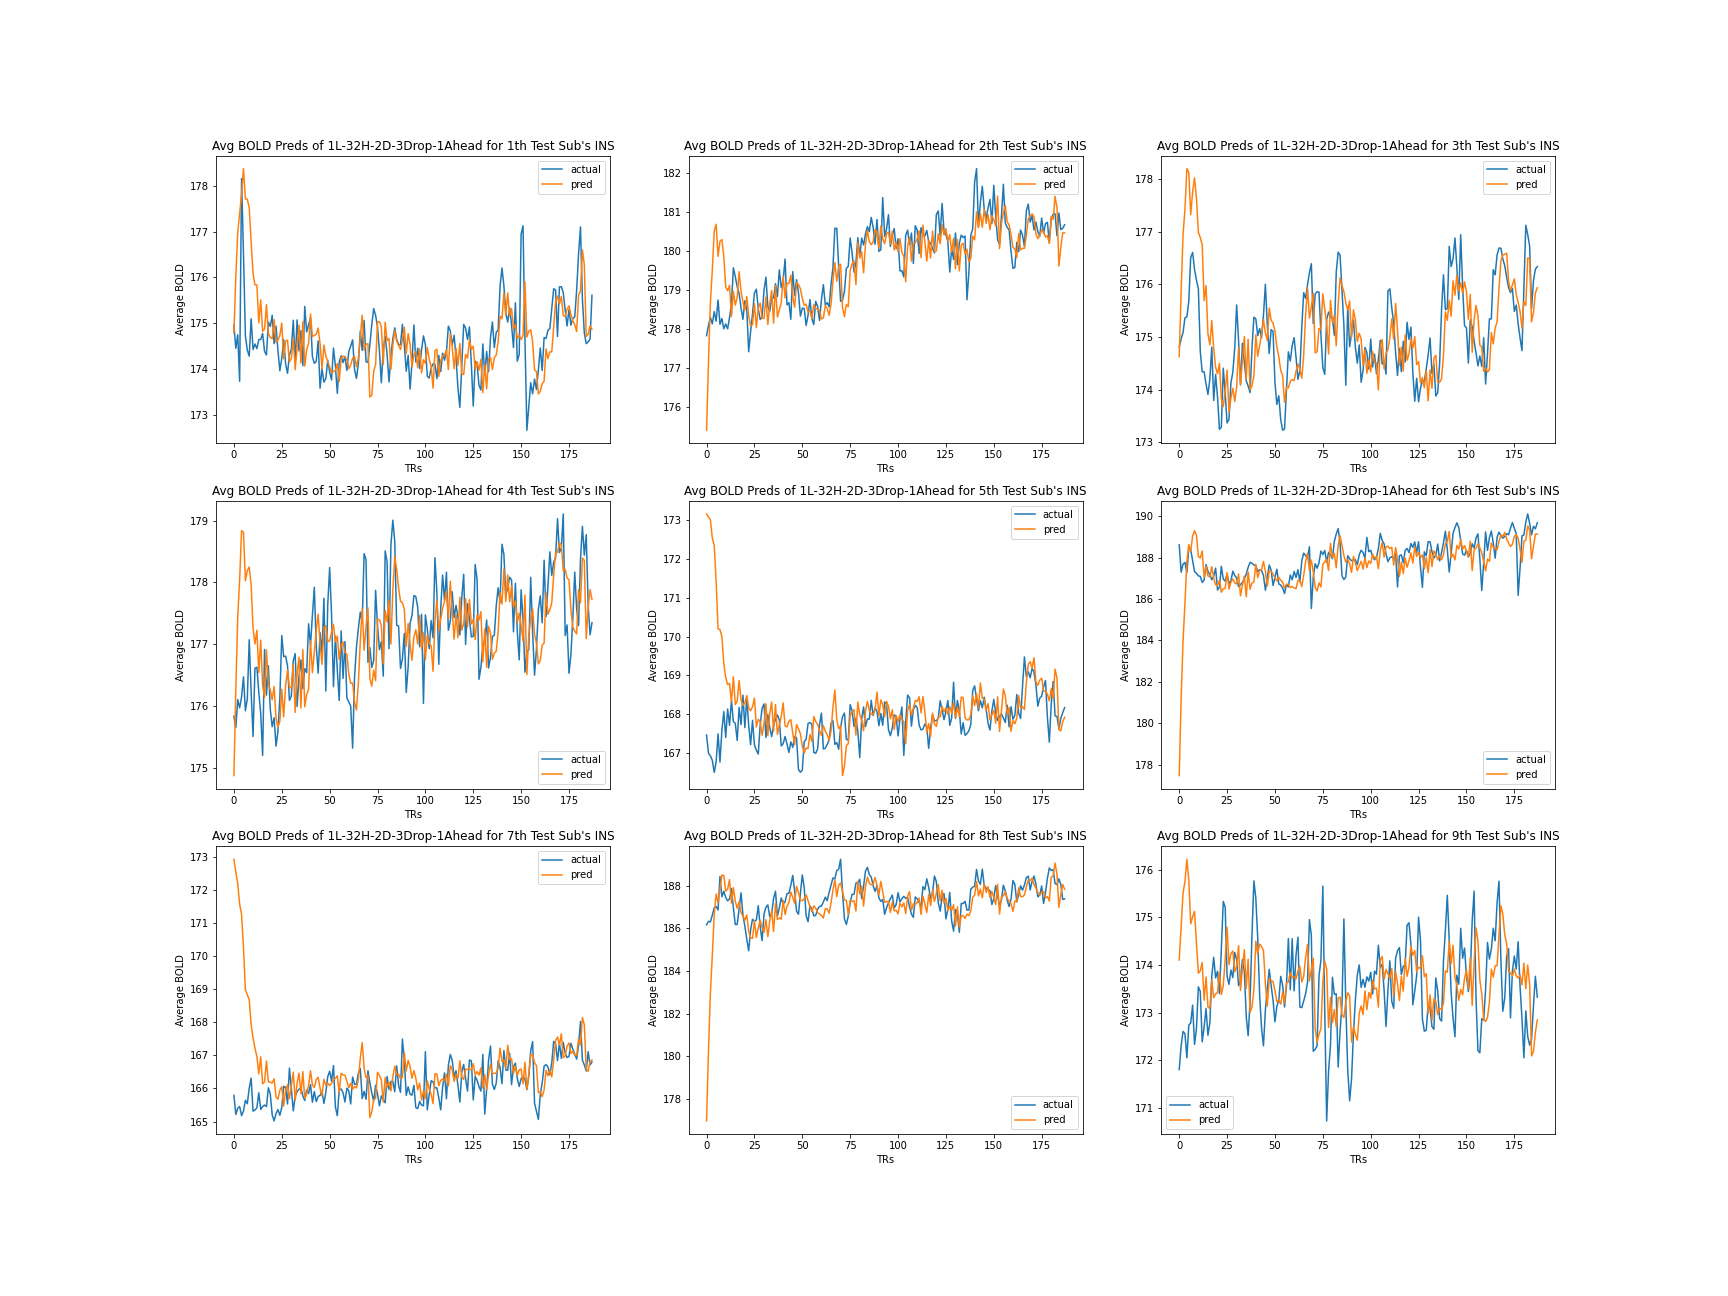 Avg BOLD Preds of 1L-32H-2D-3Drop-1Ahead for 1th Test Sub's INS
actual
pred
178
177
176
175
174
173
Average BOLD
0 25 50 75 100 125 150 175
TRs
Avg BOLD Preds of 1L-32H-2D-3Drop-1Ahead for 2th Test Sub's INS
actual
pred
182
181
180
179
178
177
176
Average BOLD
0 25 50 75 100 125 150 175
TRs
Avg BOLD Preds of 1L-32H-2D-3Drop-1Ahead for 3th Test Sub's INS
actual
pred
178
177
176
175
174
173
Average BOLD
0 25 50 75 100 125 150 175
TRs
Avg BOLD Preds of 1L-32H-2D-3Drop-1Ahead for 4th Test Sub's INS
179
178
177
176
175
Average BOLD
actual
pred
0 25 50 75 100 125 150 175
TRs
Avg BOLD Preds of 1L-32H-2D-3Drop-1Ahead for 5th Test Sub's INS
actual
pred
173
172
171
170
169
168
167
Average BOLD
0 25 50 75 100 125 150 175
TRs
Avg BOLD Preds of 1L-32H-2D-3Drop-1Ahead for 6th Test Sub's INS
190
188
186
184
182
180
178
Average BOLD
actual
pred
0 25 50 75 100 125 150 175
TRs
Avg BOLD Preds of 1L-32H-2D-3Drop-1Ahead for 7th Test Sub's INS
actual
pred
173
172
171
170
169
168
167
166
165
Average BOLD
0 25 50 75 100 125 150 175
TRs
Avg BOLD Preds of 1L-32H-2D-3Drop-1Ahead for 8th Test Sub's INS
188
186
184
182
180
178
Average BOLD
actual
pred
0 25 50 75 100 125 150 175
TRs
Avg BOLD Preds of 1L-32H-2D-3Drop-1Ahead for 9th Test Sub's INS
176
175
174
173
172
171
Average BOLD
actual
pred
0 25 50 75 100 125 150 175
TRs